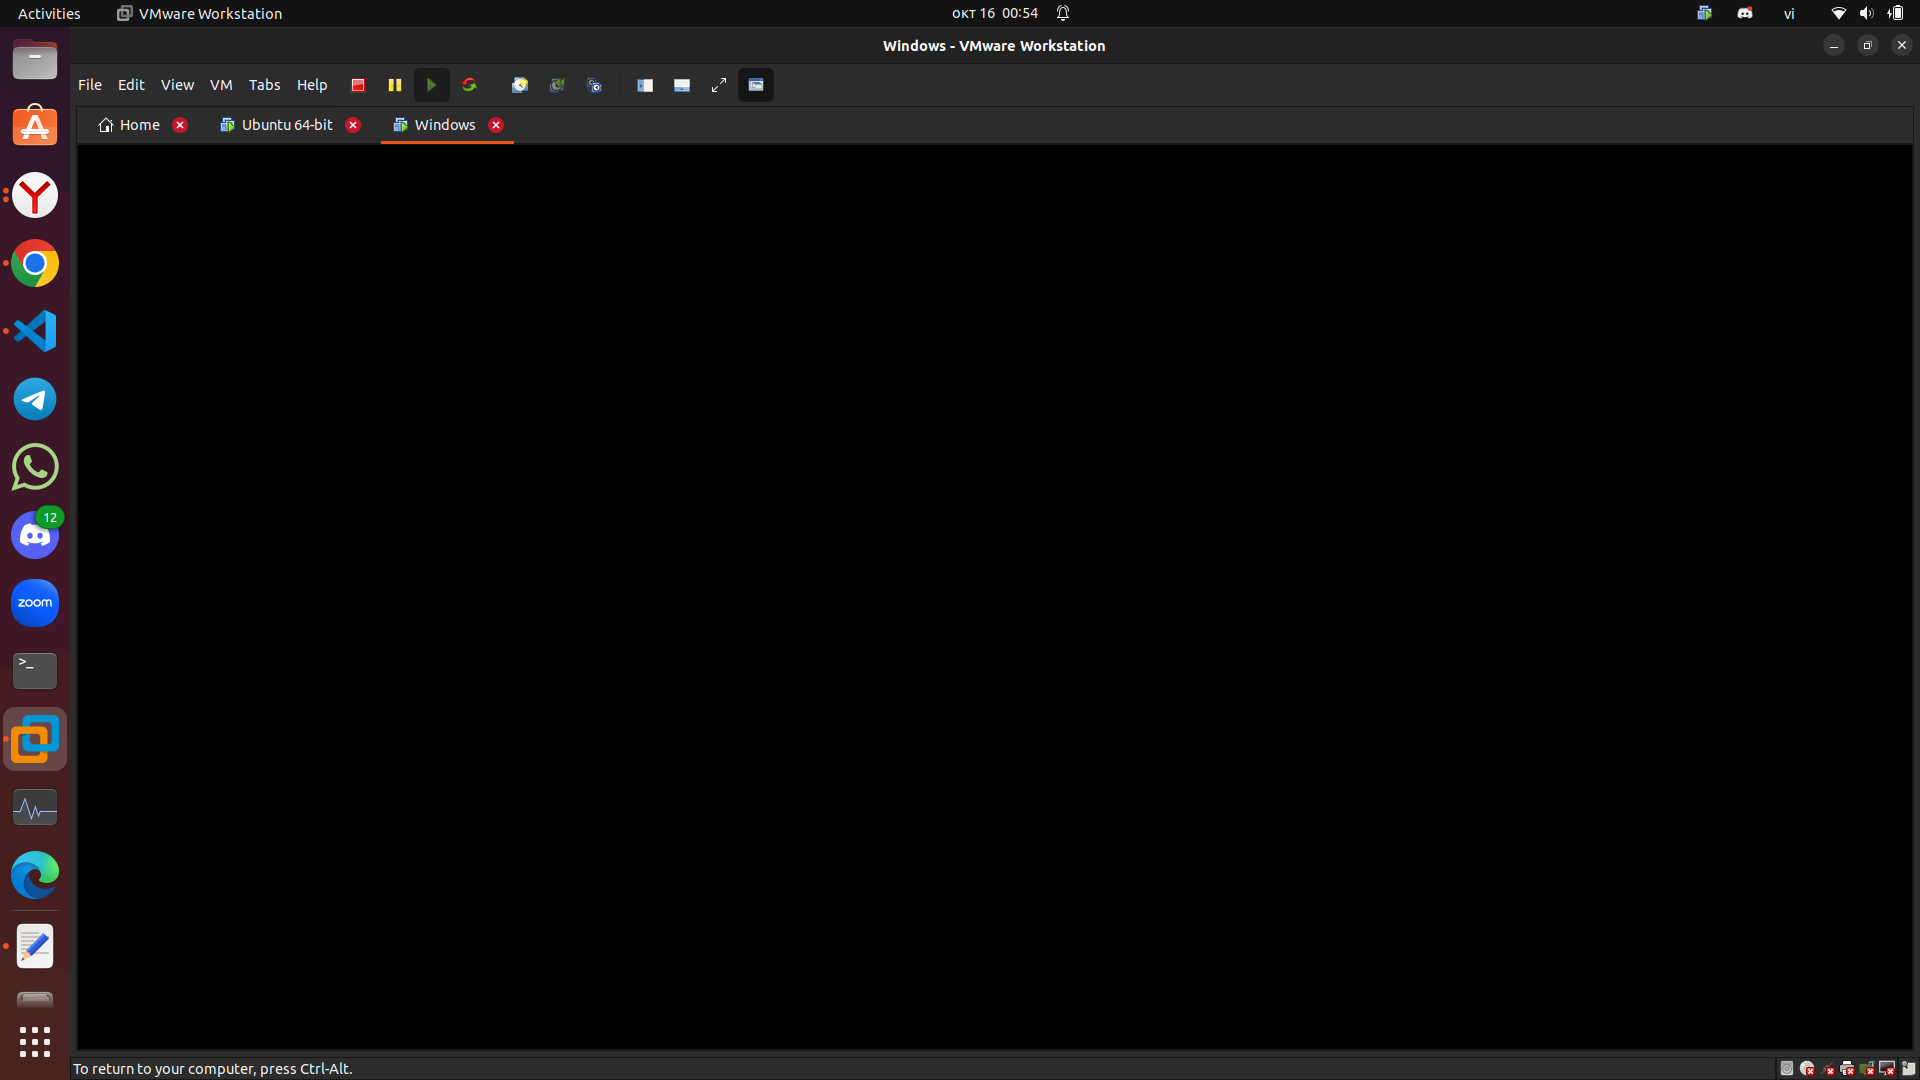 Activities VMware Workstation окт 16 00:54 vi
Windows - VMware Workstation
File Edit View VM Tabs Help
Home Ubuntu 64-bit Windows
12
zoom
>_
To return to your computer, press Ctrl-Alt.